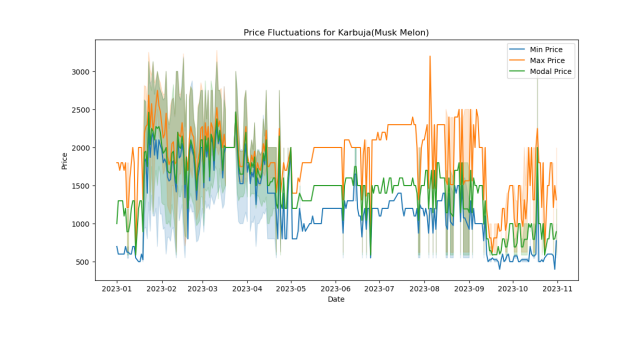 Price Fluctuations for Karbuja(Musk Melon)
Min Price
Max Price
Modal Price
3000
2500
2000
1500
1000
500
Price
2023-01 2023-02 2023-03 2023-04 2023-05 2023-06 2023-07 2023-08 2023-09 2023-10 2023-11
Date